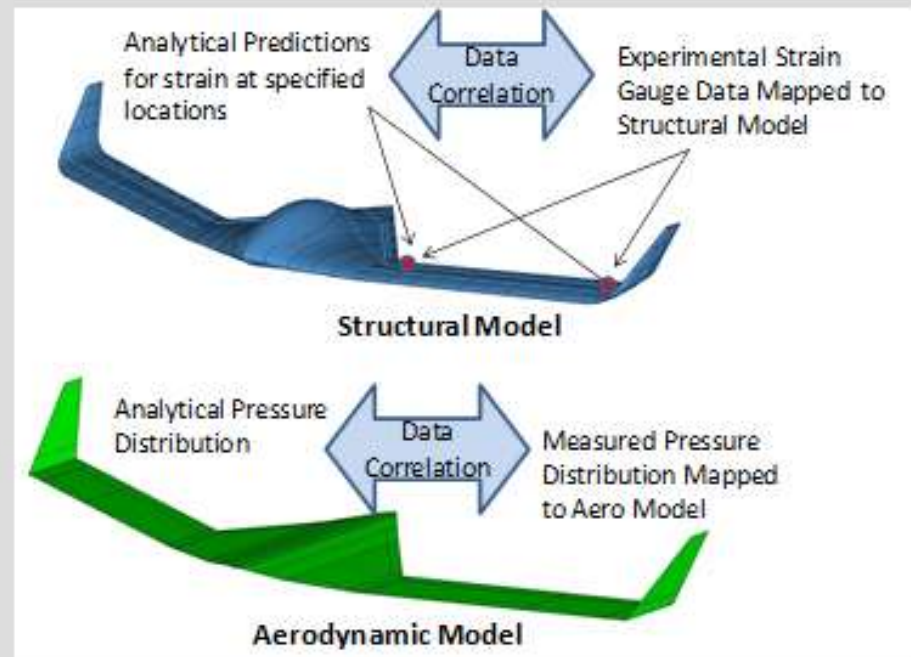 Analytical Predictions
for strain at specified
locations
Data
Correlation
Experimental Strain
Gauge Data Mapped to
Structural Model
Structural Model
Analytical Pressure
Distribution
Data
Correlation
Measured Pressure
Distribution Mapped
to Aero Model
Aerodynamic Model